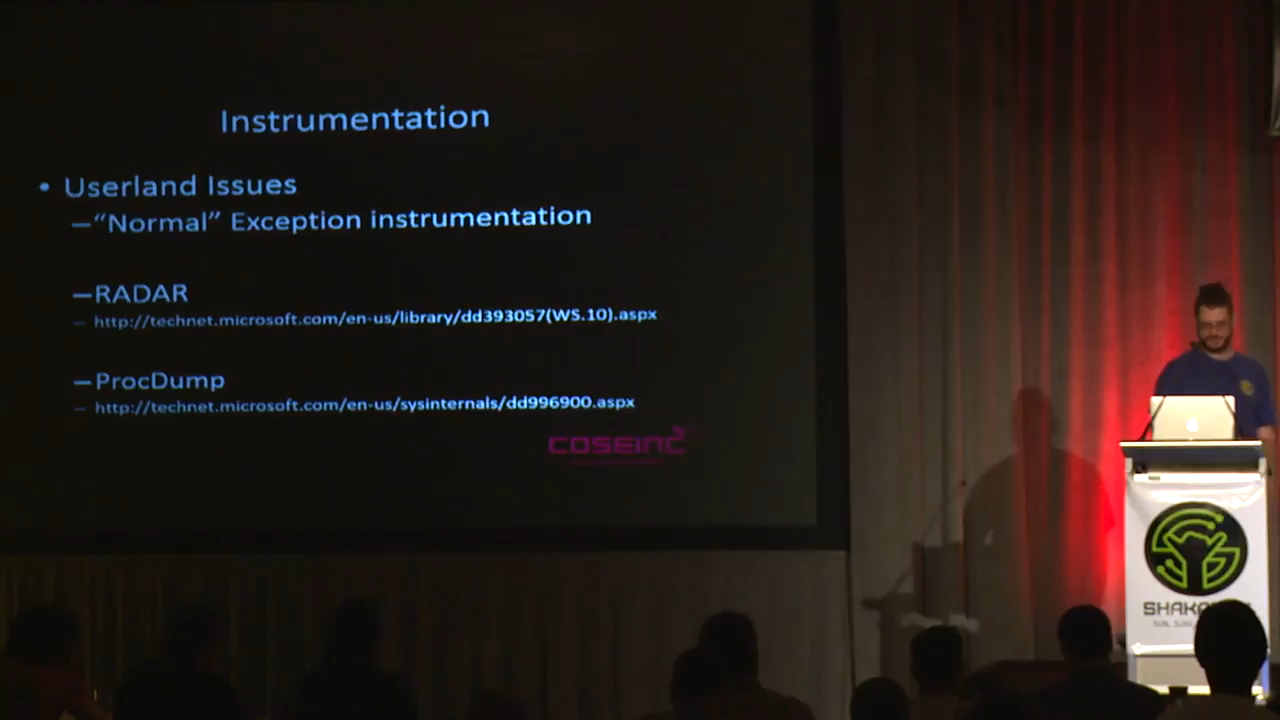 Instrumentation
• Userland Issues
–“Normal” Exception instrumentation
–RADAR
– http://technet.microsoft.com/en-us/library/dd393057(WS.10).aspx
–ProcDump
– http://technet.microsoft.com/en-us/sysinternals/dd996900.aspx
COSEINC